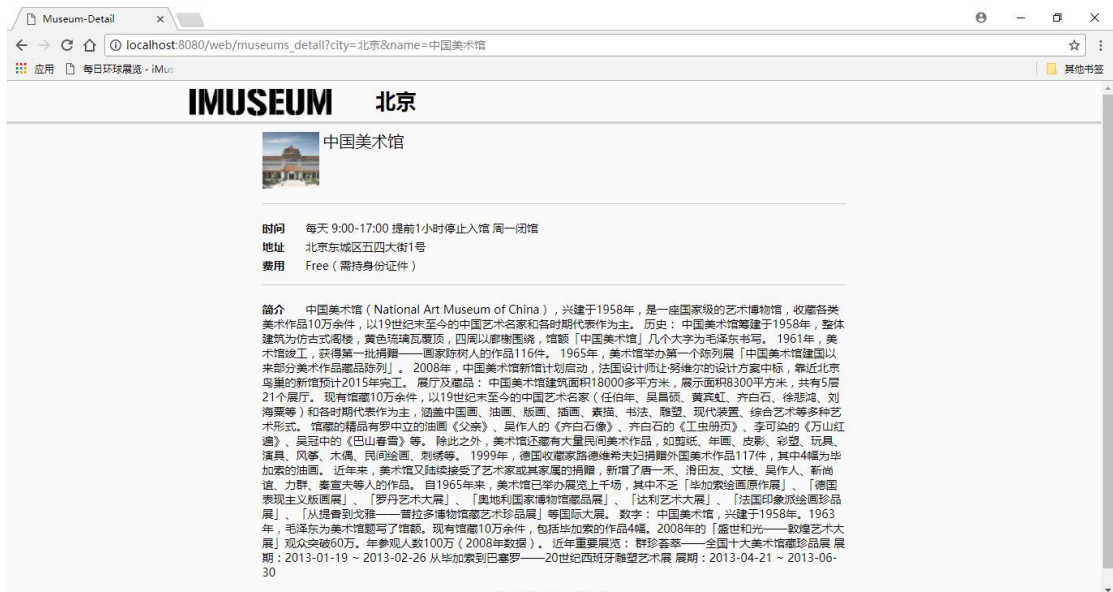 Museum-Detail
localhost:8080/web/museums_detail?city=北京&name=中国美术馆
应用 每日环球展览 - iMus 其他书签
IMUSEUM 北京
中国美术馆
时间 每天 9:00-17:00 提前1小时停止入馆 周一闭馆
地址 北京东城区五四大街1号
费用 Free（需持身份证件）
简介 中国美术馆（National Art Museum of China），兴建于1958年，是一座国家级的艺术博物馆，收藏各类
美术作品10万余件，以19世纪末至今的中国艺术名家和各时期代表作为主。 历史： 中国美术馆筹建于1958年，整体
建筑为仿古式阁楼，黄色琉璃瓦覆顶，四周以廊榭围绕，馆额「中国美术馆」几个大字为毛泽东书写。 1961年，美
术馆竣工，获得第一批捐赠——画家陈树人的作品116件。 1965年，美术馆举办第一个陈列展「中国美术馆建国以
来部分美术作品藏品陈列」。 2008年，中国美术馆新馆计划启动，法国设计师让·努维尔的设计方案中标，靠近北京
鸟巢的新馆预计2015年完工。 展厅及藏品： 中国美术馆建筑面积18000多平方米，展示面积8300平方米，共有5层
21个展厅。 现有馆藏10万余件，以19世纪末至今的中国艺术名家（任伯年、吴昌硕、黄宾虹、齐白石、徐悲鸿、刘
海粟等）和各时期代表作为主，涵盖中国画、油画、版画、插画、素描、书法、雕塑、现代装置、综合艺术等多种艺
术形式。 馆藏的精品有罗中立的油画《父亲》、吴作人的《齐白石像》、齐白石的《工虫册页》、李可染的《万山红
遍》、吴冠中的《巴山春雪》等。 除此之外，美术馆还藏有大量民间美术作品，如剪纸、年画、皮影、彩塑、玩具、
演具、风筝、木偶、民间绘画、刺绣等。 1999年，德国收藏家路德维希夫妇捐赠外国美术作品117件，其中4幅为毕
加索的油画。 近年来，美术馆又陆续接受了艺术家或其家属的捐赠，新增了唐一禾、滑田友、文楼、吴作人、靳尚
谊、力群、秦宣夫等人的作品。 自1965年来，美术馆已举办展览上千场，其中不乏「毕加索绘画原作展」、「德国
表现主义版画展」、「罗丹艺术大展」、「奥地利国家博物馆藏品展」、「达利艺术大展」、「法国印象派绘画珍品
展」、「从提香到戈雅——普拉多博物馆藏艺术珍品展」等国际大展。 数字： 中国美术馆，兴建于1958年。1963
年，毛泽东为美术馆题写了馆额。现有馆藏10万余件，包括毕加索的作品4幅。2008年的「盛世和光——敦煌艺术大
展」观众突破60万。年参观人数100万（2008年数据）。 近年重要展览： 群珍荟萃——全国十大美术馆藏珍品展 展
期：2013-01-19 ~ 2013-02-26 从毕加索到巴塞罗——20世纪西班牙雕塑艺术展 展期：2013-04-21 ~ 2013-06-
30